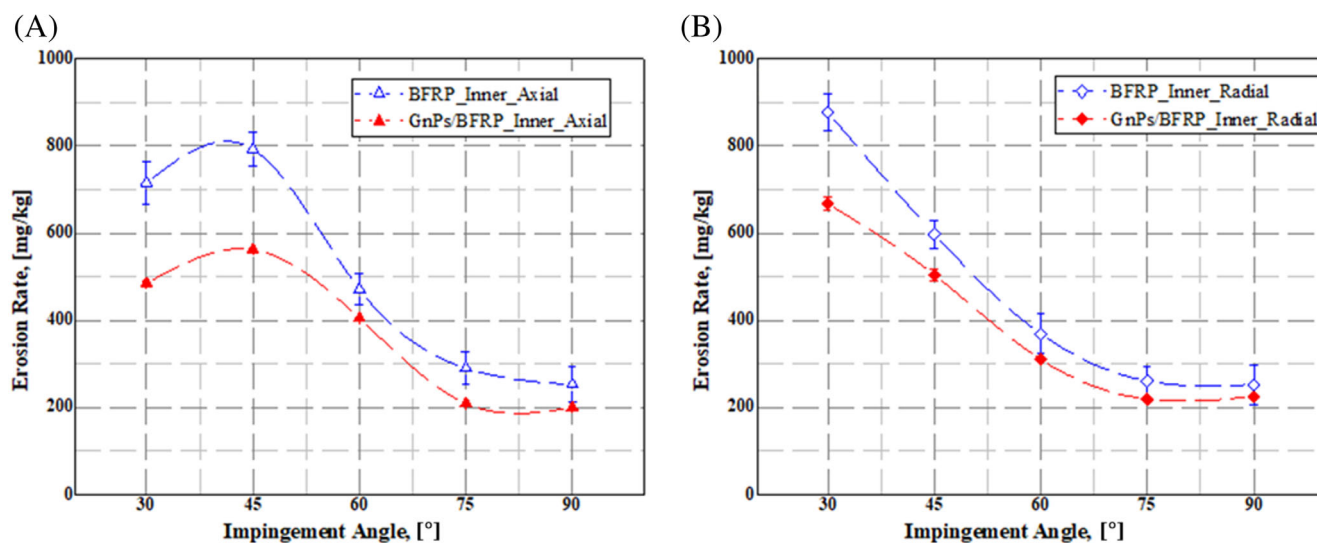 (A)
(B)
1000
800
600
400
200
0
Erosion Rate, [mg/kg]
BFRP_Inner_Axial
GnPs/BFRP_Inner_Axial
30 45 60 75 90
Impingement Angle, [°]
1000
800
600
400
200
0
Erosion Rate, [mg/kg]
BFRP_Inner_Radial
GnPs/BFRP_Inner_Radial
30 45 60 75 90
Impingement Angle, [°]